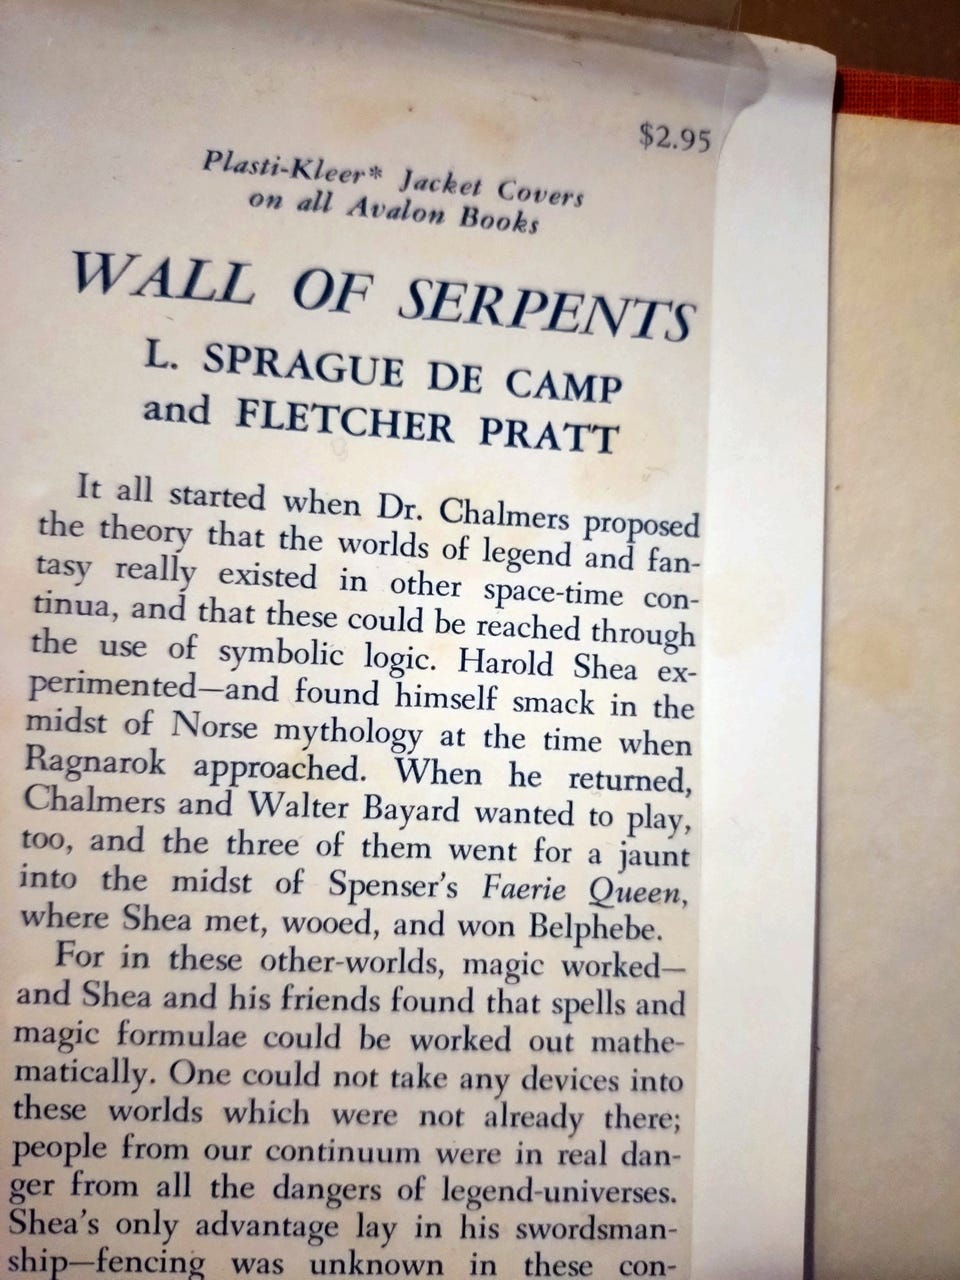 $2.95
Plasti-Kleer* Jacket Covers
on all Avalon Books
WALL OF SERPENTS
L. SPRAGUE DE CAMP
and FLETCHER PRATT
It all started when Dr. Chalmers proposed
the theory that the worlds of legend and fan-
tasy really existed in other space-time con-
tinua, and that these could be reached through
the use of symbolic logic. Harold Shea ex-
perimented—and found himself smack in the
midst of Norse mythology at the time when
Ragnarok approached. When he returned,
Chalmers and Walter Bayard wanted to play,
too, and the three of them went for a jaunt
into the midst of Spenser's Faerie Queen,
where Shea met, wooed, and won Belphebe.
For in these other-worlds, magic worked—
and Shea and his friends found that spells and
magic formulae could be worked out mathe-
matically. One could not take any devices into
these worlds which were not already there;
people from our continuum were in real dan-
ger from all the dangers of legend-universes.
Shea's only advantage lay in his swordsman-
ship—fencing was unknown in these con-